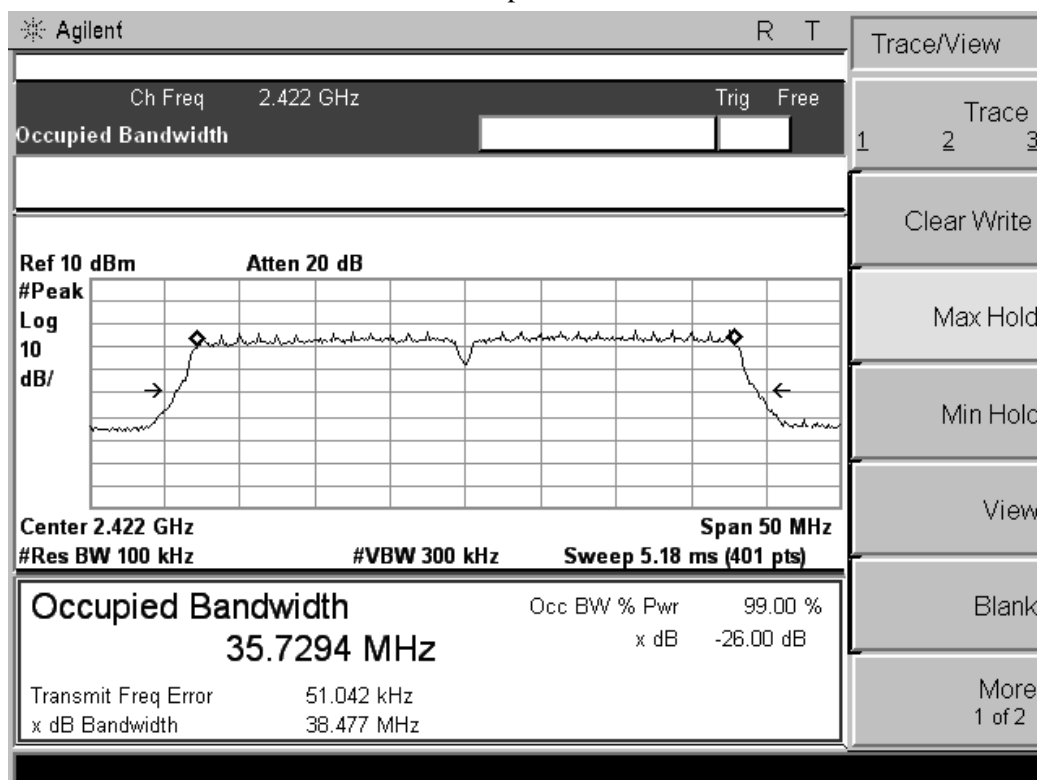 Agilent R T
Ch Freq 2.422 GHz Trig Free
Occupied Bandwidth
Ref 10 dBm Atten 20 dB
#Peak
Log
10
dB/
Center 2.422 GHz Span 50 MHz
#Res BW 100 kHz #VBW 300 kHz Sweep 5.18 ms (401 pts)
Occupied Bandwidth Occ BW % Pwr 99.00 %
35.7294 MHz x dB -26.00 dB
Transmit Freq Error 51.042 kHz
x dB Bandwidth 38.477 MHz
Trace/View
Trace
1 2 3
Clear Write
Max Hold
Min Hold
View
Blank
More
1 of 2